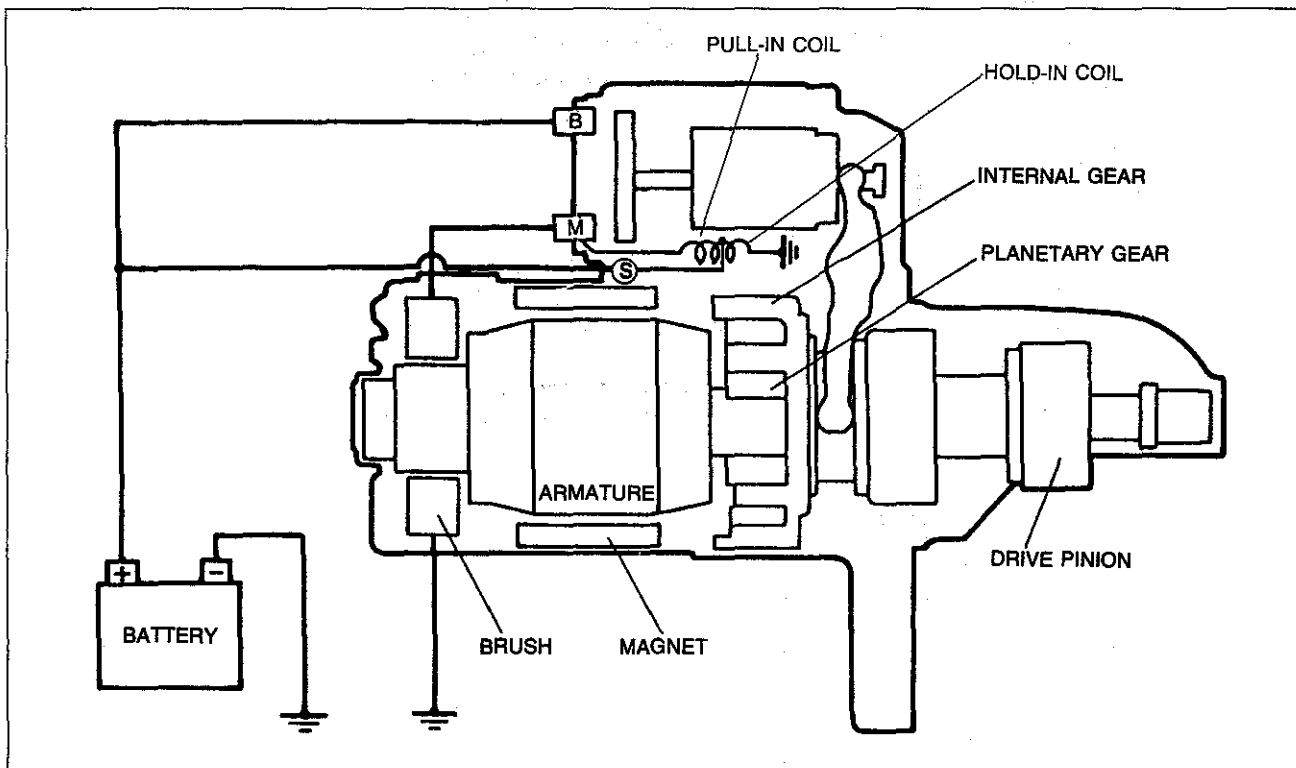 PULL-IN COIL
HOLD-IN COIL
B
INTERNAL GEAR
M
PLANETARY GEAR
S
ARMATURE
DRIVE PINION
+ -
BATTERY
BRUSH
MAGNET